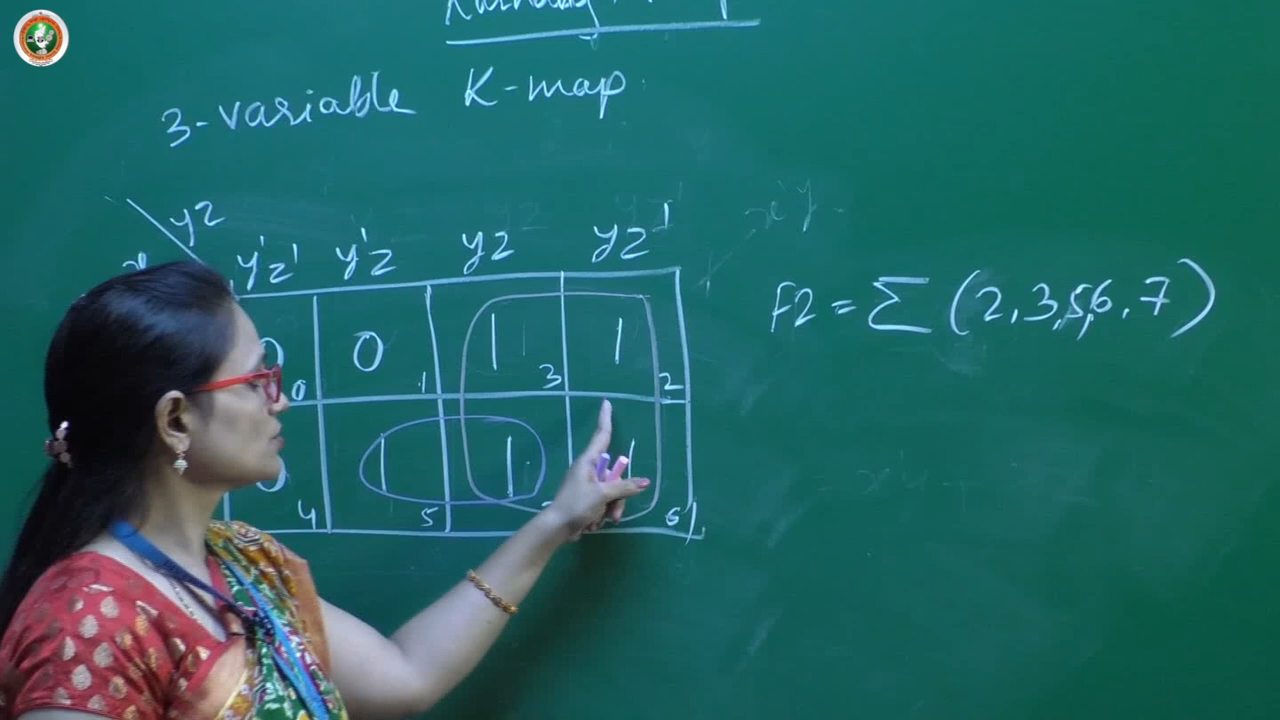 3-variable K-map
yz
y'z' y'z yz yz'
0 0 1 1
0 1 3 2
0 1 1 1
4 5 6
F2 = Σ (2,3,5,6,7)